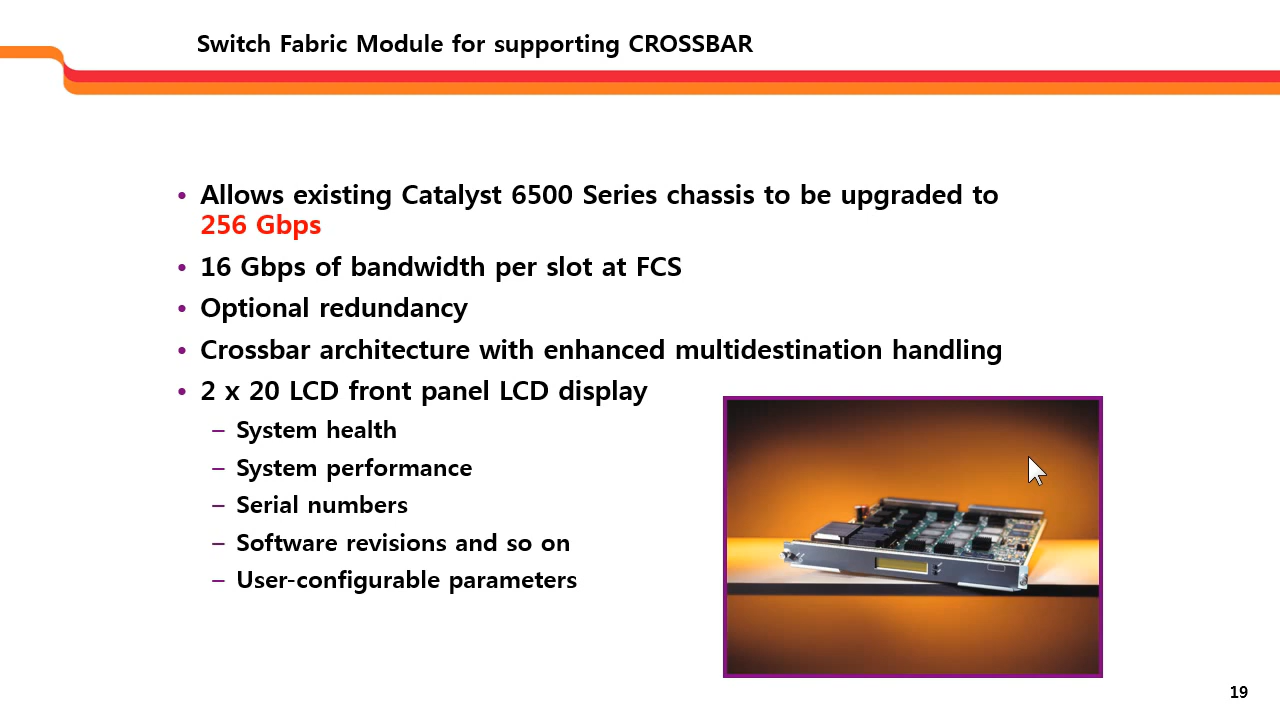 Switch Fabric Module for supporting CROSSBAR
• Allows existing Catalyst 6500 Series chassis to be upgraded to
256 Gbps
• 16 Gbps of bandwidth per slot at FCS
• Optional redundancy
• Crossbar architecture with enhanced multidestination handling
• 2 x 20 LCD front panel LCD display
– System health
– System performance
– Serial numbers
– Software revisions and so on
– User-configurable parameters
19